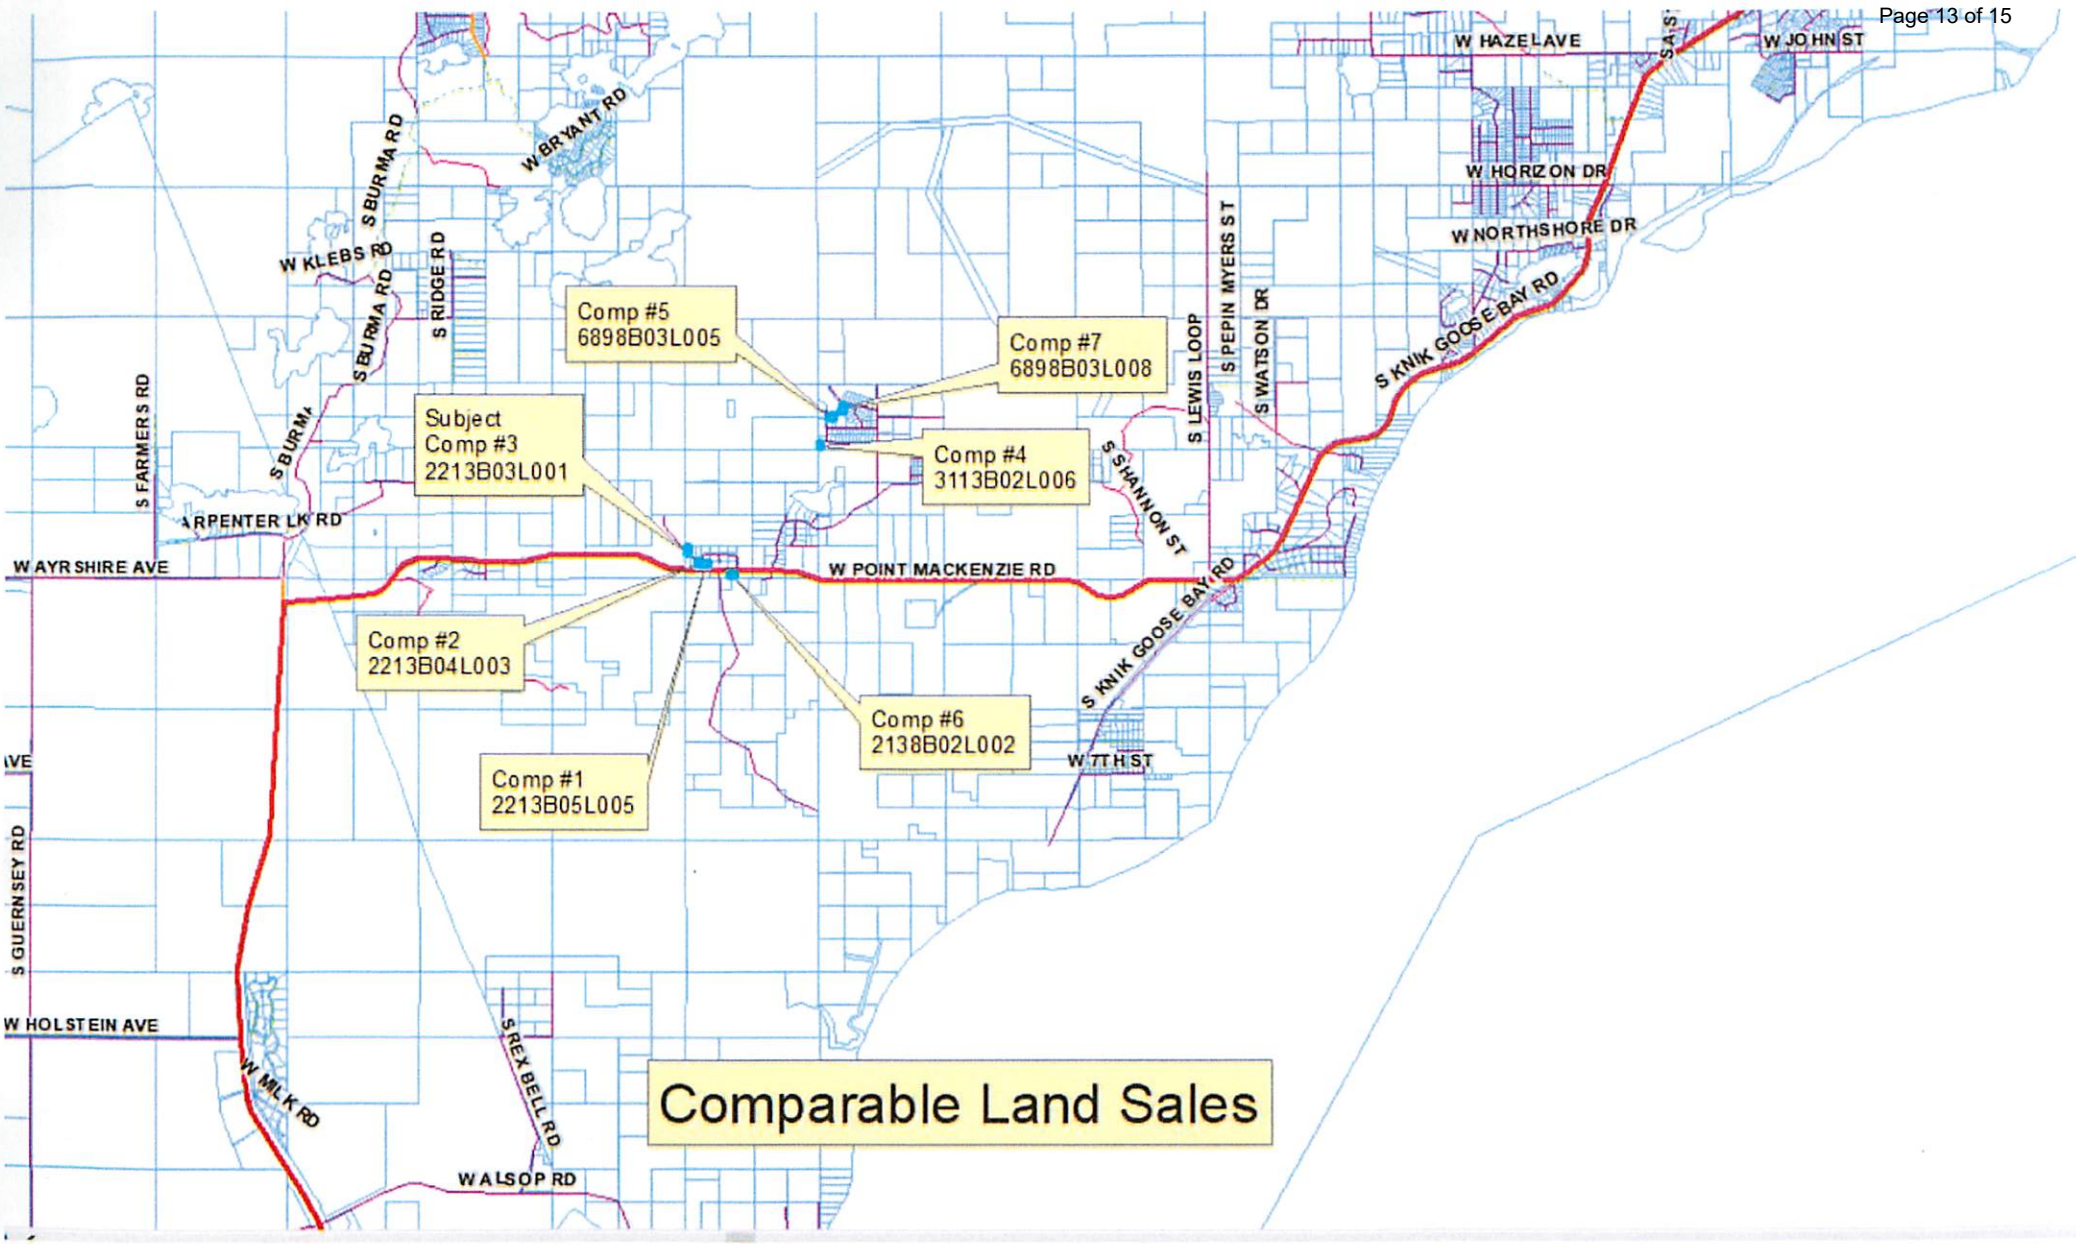 Page 13 of 15
W HAZELAVE
W JOHN ST
S BURMA RD
W BRYANT RD
W HORIZON DR
W NORTHSHORE DR
W KLEBS RD
S BURMA RD
S RIDGE RD
S PEPIN MYERS ST
S WATSON DR
S LEWIS LOOP
S KNIK GOOSE BAY RD
Comp #5
6898B03L005
Comp #7
6898B03L008
Subject
Comp #3
2213B03L001
Comp #4
3113B02L006
S FARMERS RD
S BURMA
S SHANNON ST
ARPENTER LK RD
W AYRSHIRE AVE
W POINT MACKENZIE RD
S KNIK GOOSE BAY RD
Comp #2
2213B04L003
Comp #6
2138B02L002
W 7TH ST
AVE
Comp #1
2213B05L005
S GUERNSEY RD
W HOLSTEIN AVE
W MILK RD
S REX BELL RD
Comparable Land Sales
W ALSOP RD